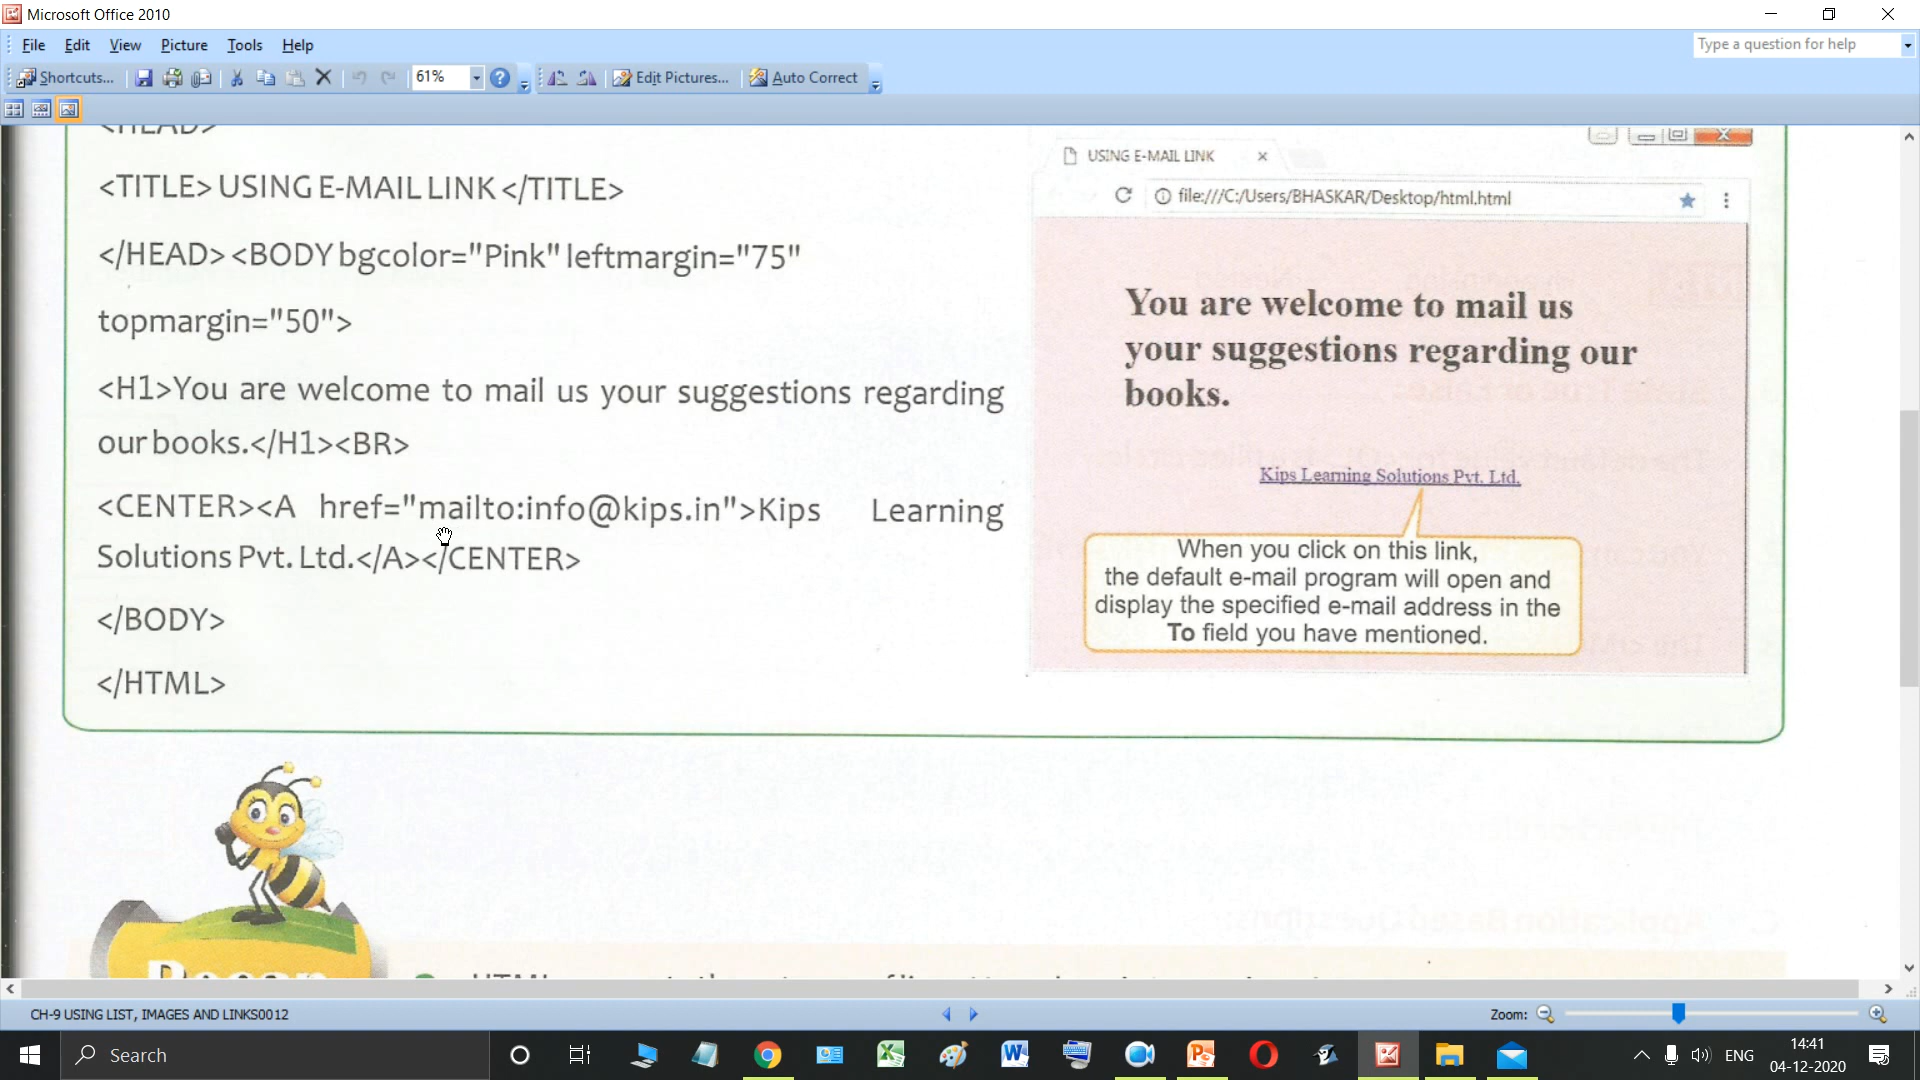 Microsoft Office 2010
File Edit View Picture Tools Help
Type a question for help
Shortcuts... 61% Edit Pictures... Auto Correct
<HEAD>
<TITLE> USING E-MAIL LINK </TITLE>
</HEAD> <BODY bgcolor="Pink" leftmargin="75"
topmargin="50">
<H1>You are welcome to mail us your suggestions regarding
our books.</H1><BR>
<CENTER><A href="mailto:info@kips.in">Kips Learning
Solutions Pvt. Ltd.</A></CENTER>
</BODY>
</HTML>
USING E-MAIL LINK
file:///C:/Users/BHASKAR/Desktop/html.html
You are welcome to mail us
your suggestions regarding our
books.
Kips Learning Solutions Pvt. Ltd.
When you click on this link,
the default e-mail program will open and
display the specified e-mail address in the
To field you have mentioned.
CH-9 USING LIST, IMAGES AND LINKS0012
Zoom:
Search
ENG
14:41
04-12-2020